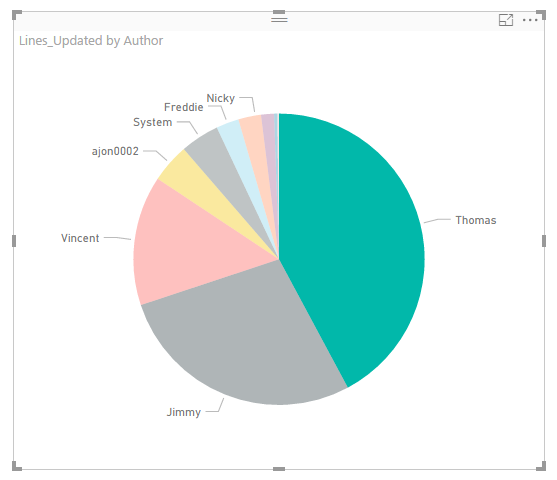 Lines_Updated by Author
Nicky
Freddie
System
ajon0002
Vincent
Thomas
Jimmy